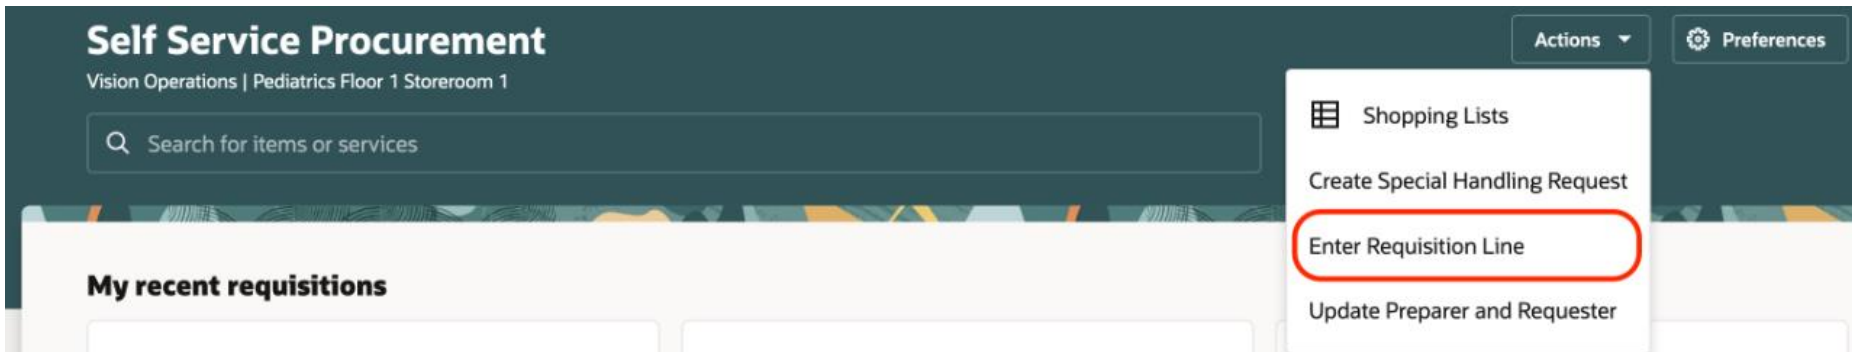 Self Service Procurement
Actions
Preferences
Vision Operations | Pediatrics Floor 1 Storeroom 1
Search for items or services
Shopping Lists
Create Special Handling Request
Enter Requisition Line
Update Preparer and Requester
My recent requisitions